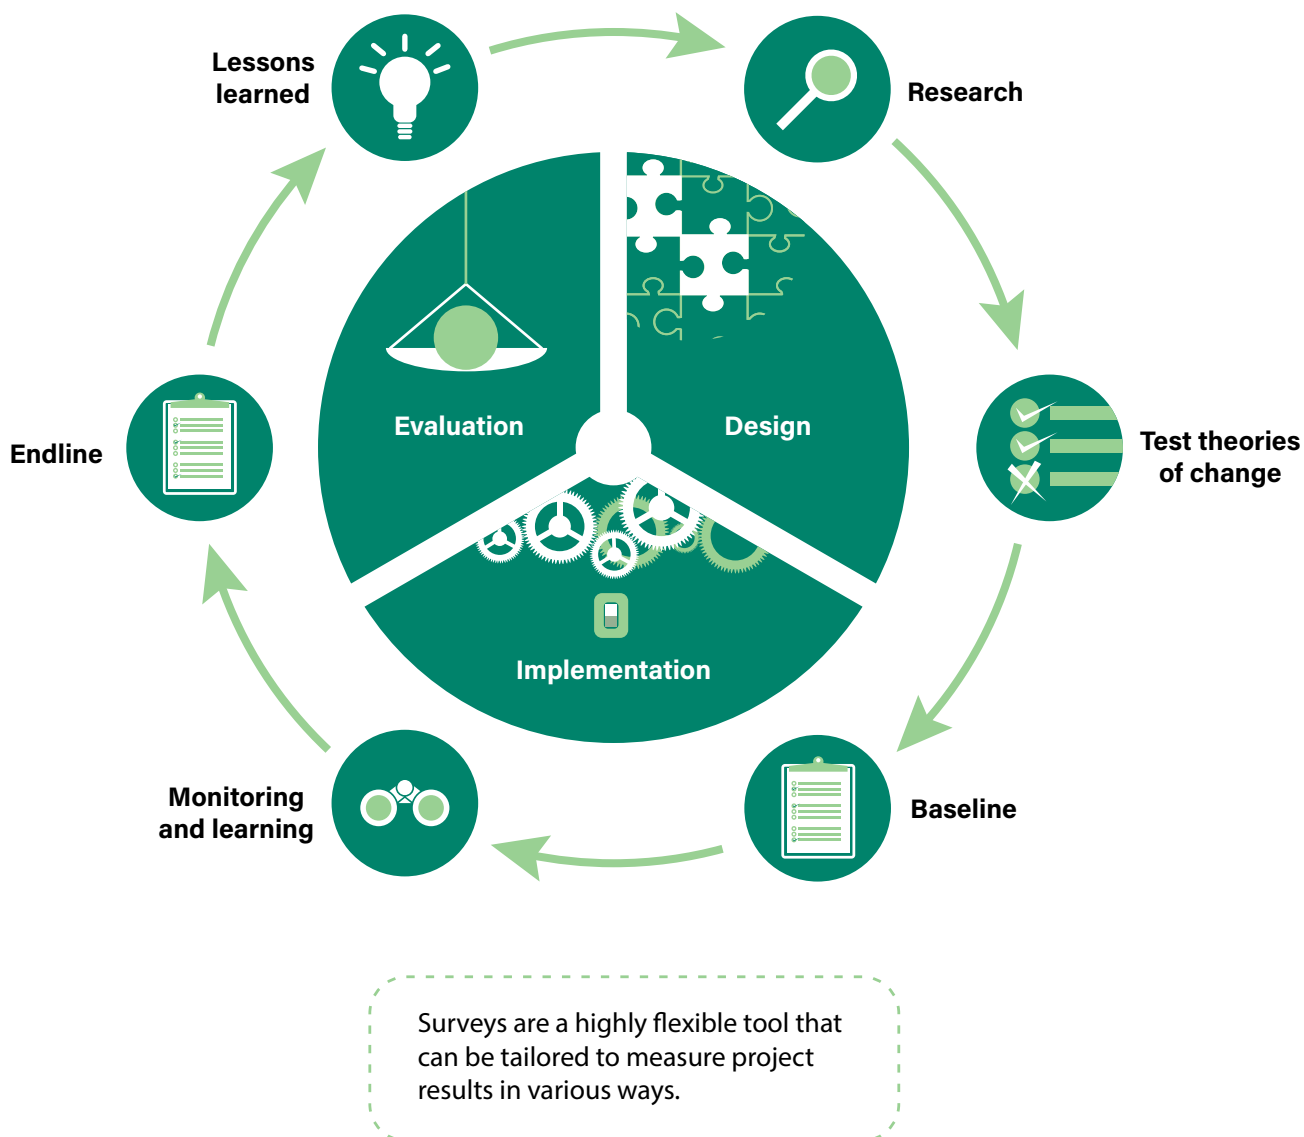 Lessons
learned
Research
Evaluation
Design
Endline
Test theories
of change
Implementation
Monitoring
and learning
Baseline
Surveys are a highly flexible tool that
can be tailored to measure project
results in various ways.